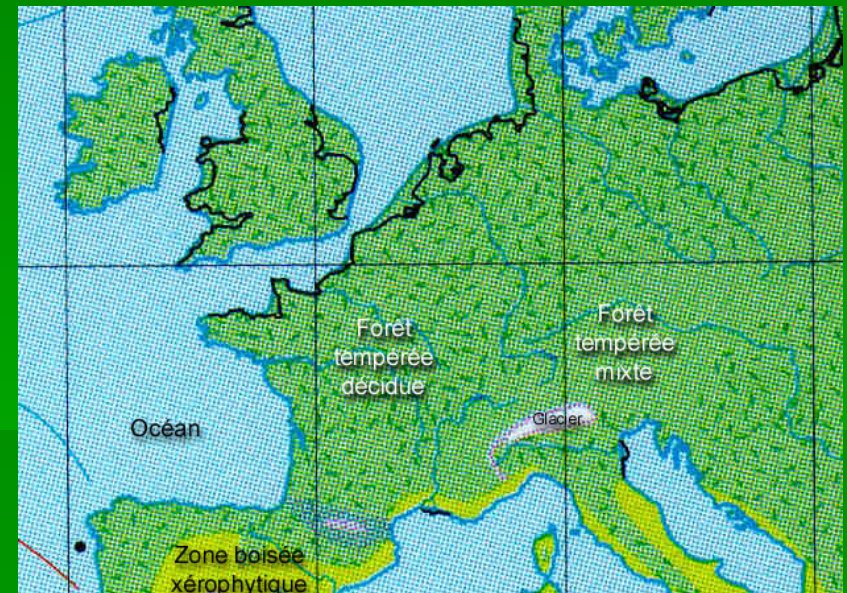 Forêt
tempérée
décidue
Forêt
tempérée
mixte
Glacier
Océan
Zone boisée
xérophytique